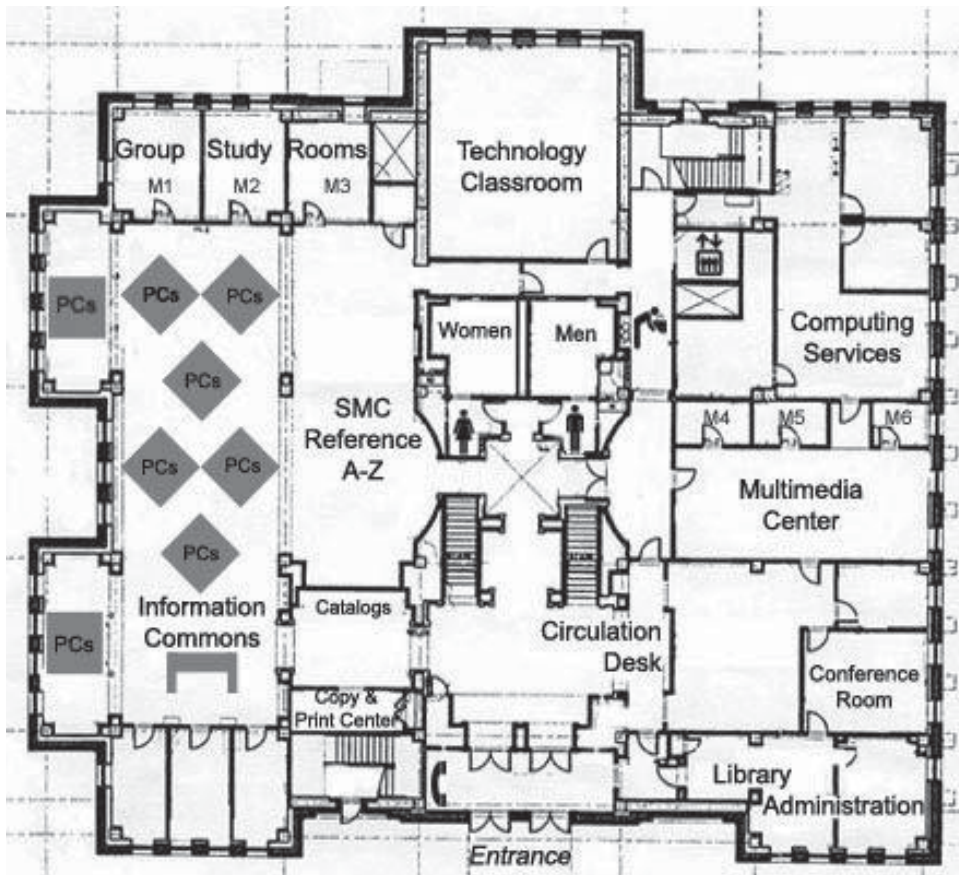 Group Study Rooms
M1 M2 M3
Technology
Classroom
PCs PCs PCs
Women Men
Computing
Services
PCs
SMC
Reference
A-Z
M4 M5 M6
PCs PCs
Multimedia
Center
PCs
Information
Commons
Catalogs
Circulation
Desk
PCs
Conference
Room
Copy &
Print Center
Library
Administration
Entrance